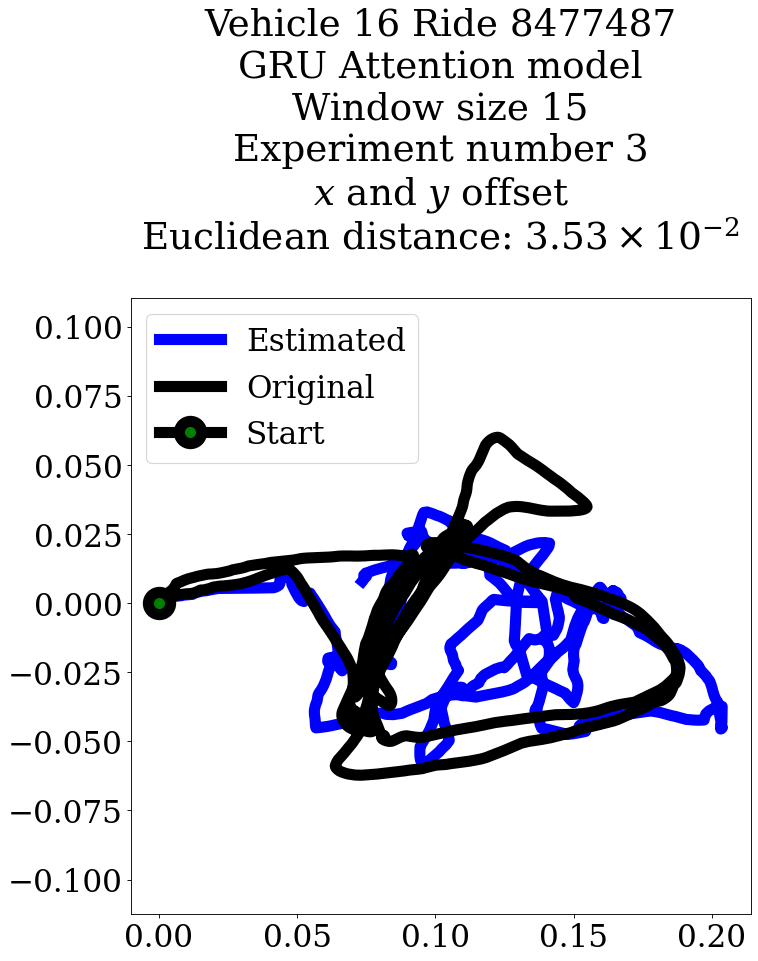 Vehicle 16 Ride 8477487
GRU Attention model
Window size 15
Experiment number 3
x and y offset
Euclidean distance: 3.53 × 10⁻²
0.100
0.075
0.050
0.025
0.000
−0.025
−0.050
−0.075
−0.100
Estimated
Original
Start
0.00 0.05 0.10 0.15 0.20